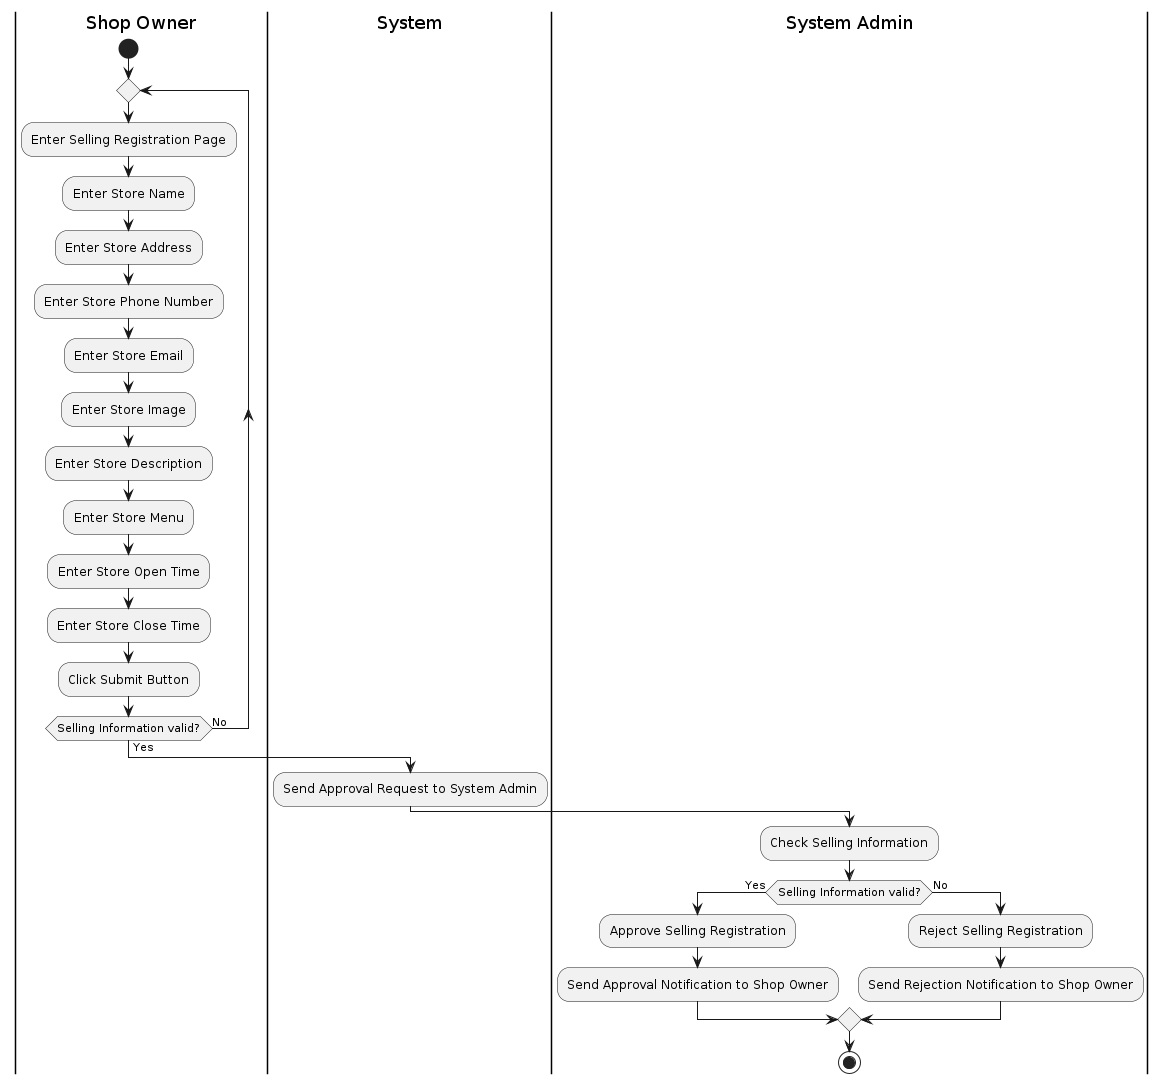 Shop Owner
System
System Admin
Enter Selling Registration Page
Enter Store Name
Enter Store Address
Enter Store Phone Number
Enter Store Email
Enter Store Image
Enter Store Description
Enter Store Menu
Enter Store Open Time
Enter Store Close Time
Click Submit Button
Selling Information valid?
No
Yes
Send Approval Request to System Admin
Check Selling Information
Yes
Selling Information valid?
No
Approve Selling Registration
Reject Selling Registration
Send Approval Notification to Shop Owner
Send Rejection Notification to Shop Owner